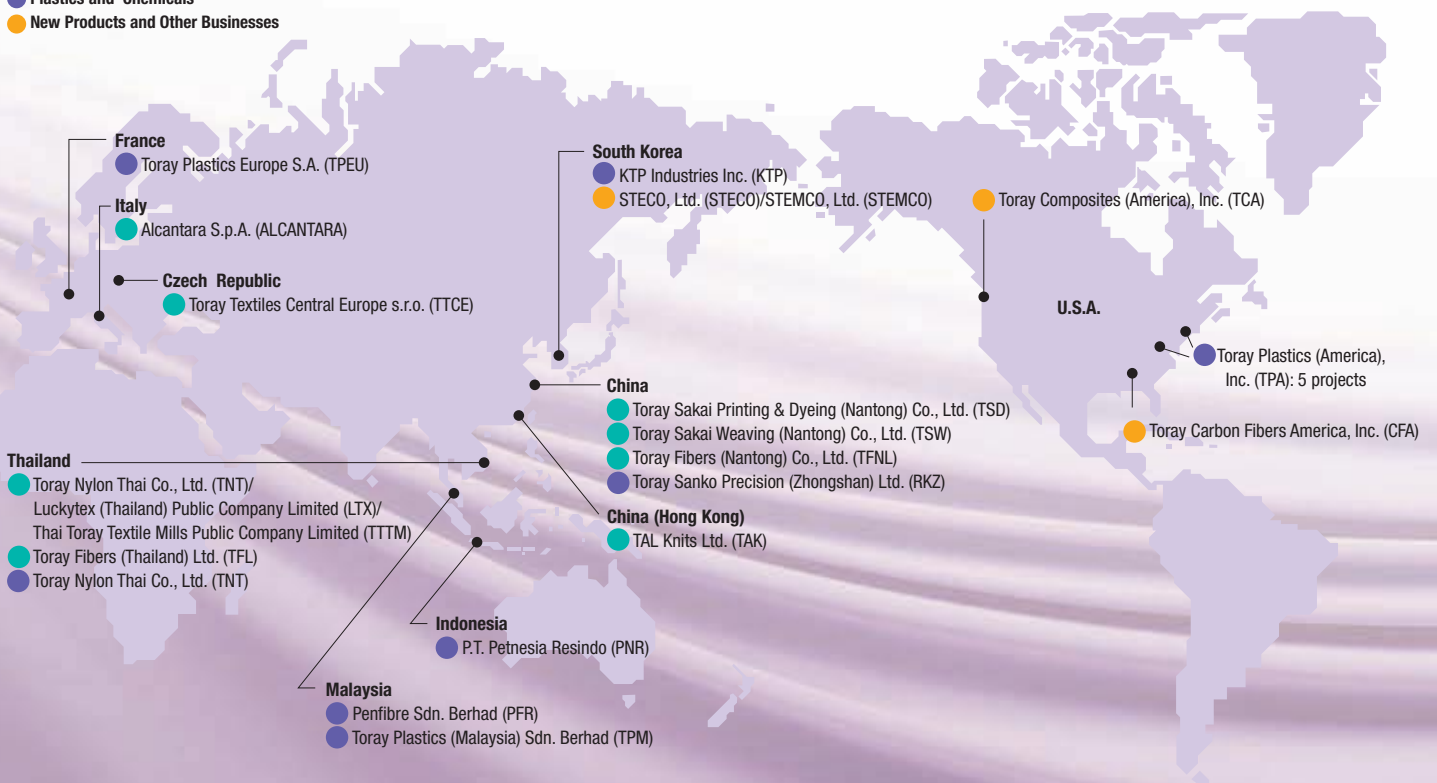 Plastics and Chemicals
New Products and Other Businesses
France
Toray Plastics Europe S.A. (TPEU)
Italy
Alcantara S.p.A. (ALCANTARA)
Czech Republic
Toray Textiles Central Europe s.r.o. (TTCE)
South Korea
KTP Industries Inc. (KTP)
STECO, Ltd. (STECO)/STEMCO, Ltd. (STEMCO)
Toray Composites (America), Inc. (TCA)
U.S.A.
Toray Plastics (America),
Inc. (TPA): 5 projects
Toray Carbon Fibers America, Inc. (CFA)
China
Toray Sakai Printing & Dyeing (Nantong) Co., Ltd. (TSD)
Toray Sakai Weaving (Nantong) Co., Ltd. (TSW)
Toray Fibers (Nantong) Co., Ltd. (TFNL)
Toray Sanko Precision (Zhongshan) Ltd. (RKZ)
China (Hong Kong)
TAL Knits Ltd. (TAK)
Thailand
Toray Nylon Thai Co., Ltd. (TNT)/
Luckytex (Thailand) Public Company Limited (LTX)/
Thai Toray Textile Mills Public Company Limited (TTTM)
Toray Fibers (Thailand) Ltd. (TFL)
Toray Nylon Thai Co., Ltd. (TNT)
Indonesia
P.T. Petnesia Resindo (PNR)
Malaysia
Penfibre Sdn. Berhad (PFR)
Toray Plastics (Malaysia) Sdn. Berhad (TPM)